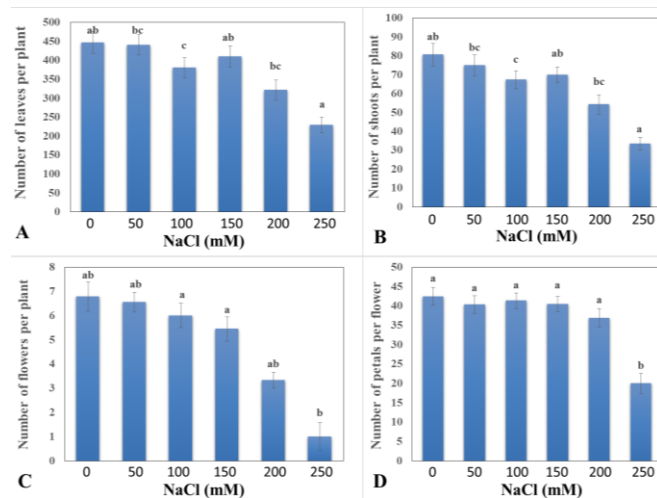 Number of leaves per plant
500
450
400
350
300
250
200
150
100
50
0
ab
bc
c
ab
bc
a
0 50 100 150 200 250
A
NaCl (mM)
Number of shoots per plant
100
90
80
70
60
50
40
30
20
10
0
ab
bc
c
ab
bc
a
0 50 100 150 200 250
B
NaCl (mM)
Number of flowers per plant
8
7
6
5
4
3
2
1
0
ab
ab
a
a
ab
b
0 50 100 150 200 250
C
NaCl (mM)
Number of petals per flower
50
45
40
35
30
25
20
15
10
5
0
a
a
a
a
a
b
0 50 100 150 200 250
D
NaCl (mM)